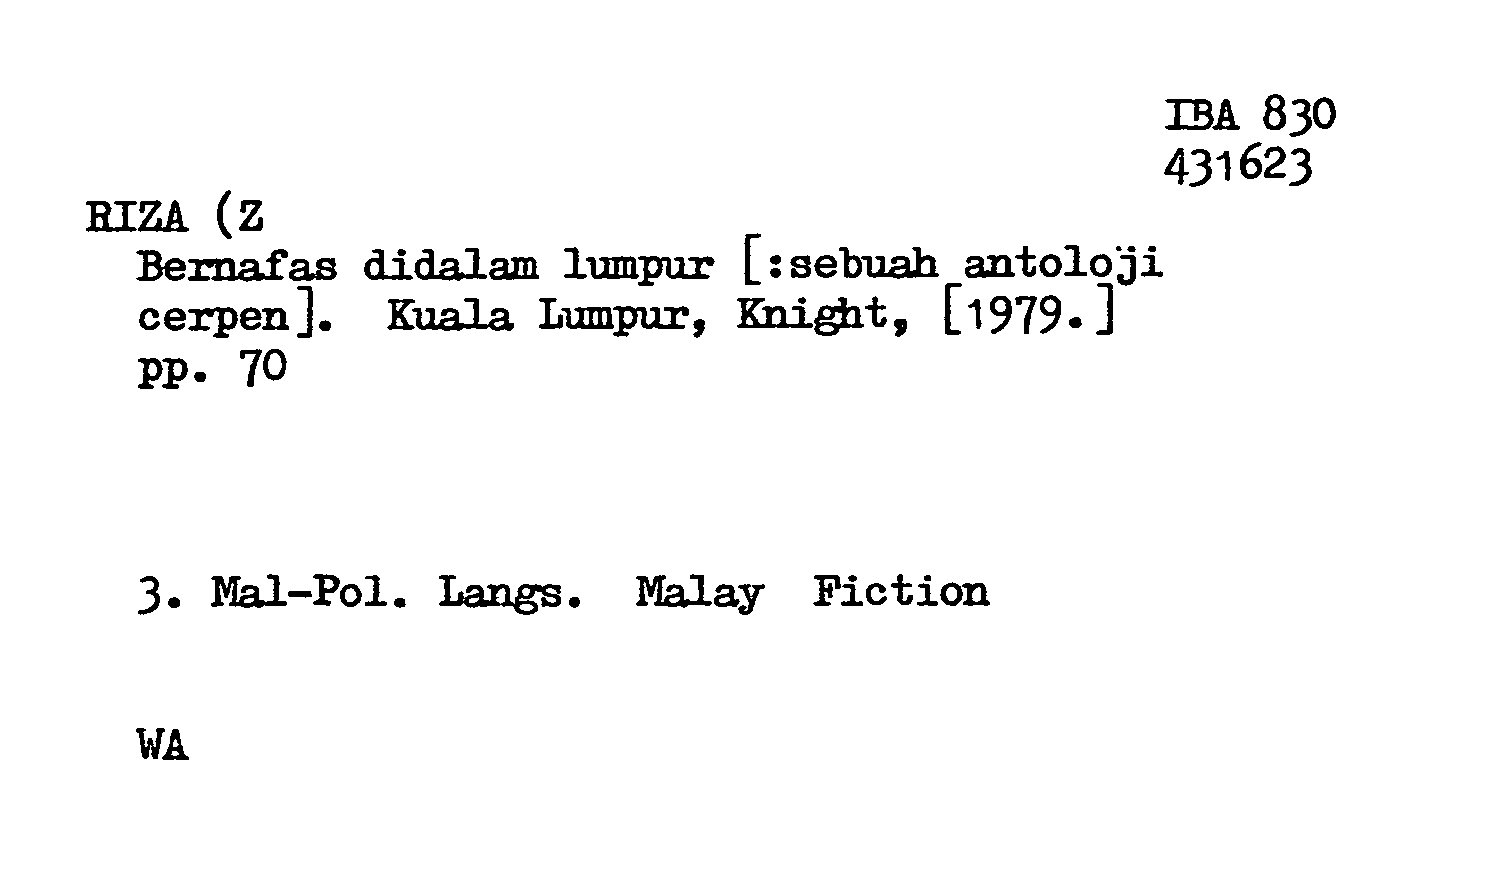 IBA 830
431623
RIZA (Z
Bernafas didalam lumpur [:sebuah antoloji
cerpen]. Kuala Lumpur, Knight, [1979.]
pp. 70
3. Mal-Pol. Langs. Malay Fiction
WA